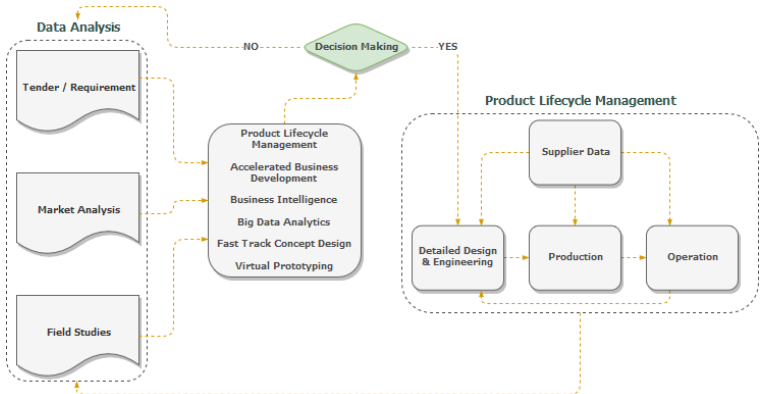 Data Analysis
Tender / Requirement
Market Analysis
Field Studies
NO
Decision Making
YES
Product Lifecycle
Management
Accelerated Business
Development
Business Intelligence
Big Data Analytics
Fast Track Concept Design
Virtual Prototyping
Product Lifecycle Management
Supplier Data
Detailed Design
& Engineering
Production
Operation